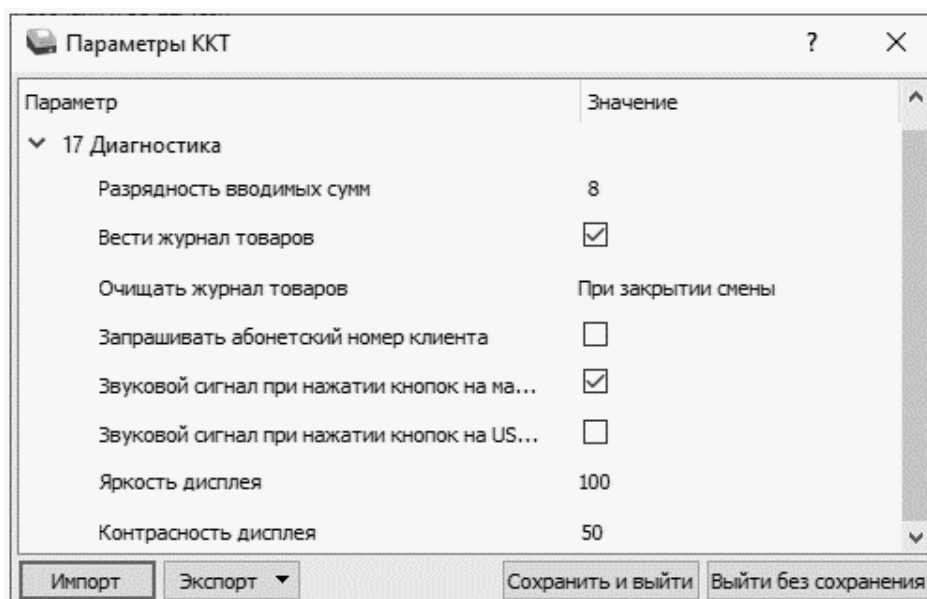 Параметры ККТ ?
Параметр Значение
17 Диагностика
Разрядность вводимых сумм 8
Вести журнал товаров
Очищать журнал товаров При закрытии смены
Запрашивать абонетский номер клиента
Звуковой сигнал при нажатии кнопок на ма...
Звуковой сигнал при нажатии кнопок на US...
Яркость дисплея 100
Контрасность дисплея 50
Импорт Экспорт Сохранить и выйти Выйти без сохранения